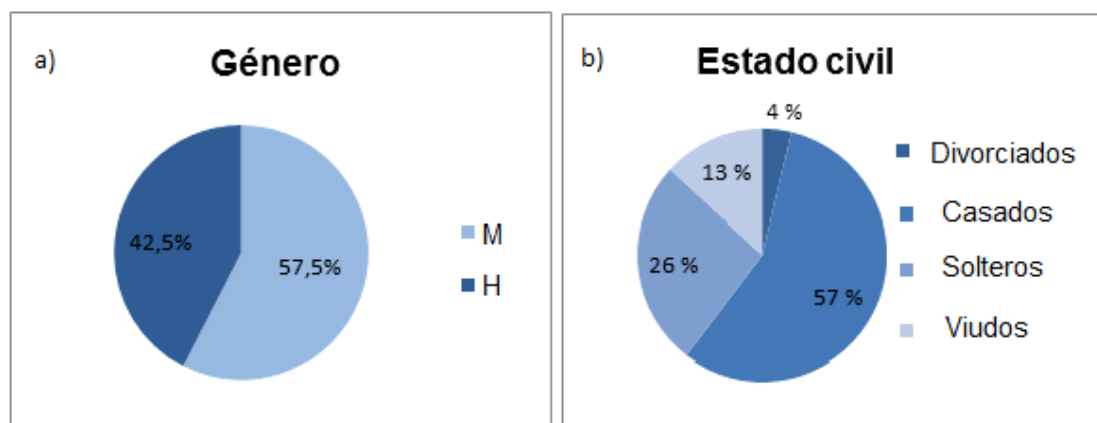 a)
Género
42,5%
57,5%
M
H
b)
Estado civil
4 %
13 %
26 %
57 %
Divorciados
Casados
Solteros
Viudos